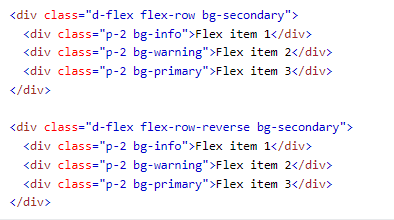 <div class="d-flex flex-row bg-secondary">
  <div class="p-2 bg-info">Flex item 1</div>
  <div class="p-2 bg-warning">Flex item 2</div>
  <div class="p-2 bg-primary">Flex item 3</div>
</div>

<div class="d-flex flex-row-reverse bg-secondary">
  <div class="p-2 bg-info">Flex item 1</div>
  <div class="p-2 bg-warning">Flex item 2</div>
  <div class="p-2 bg-primary">Flex item 3</div>
</div>